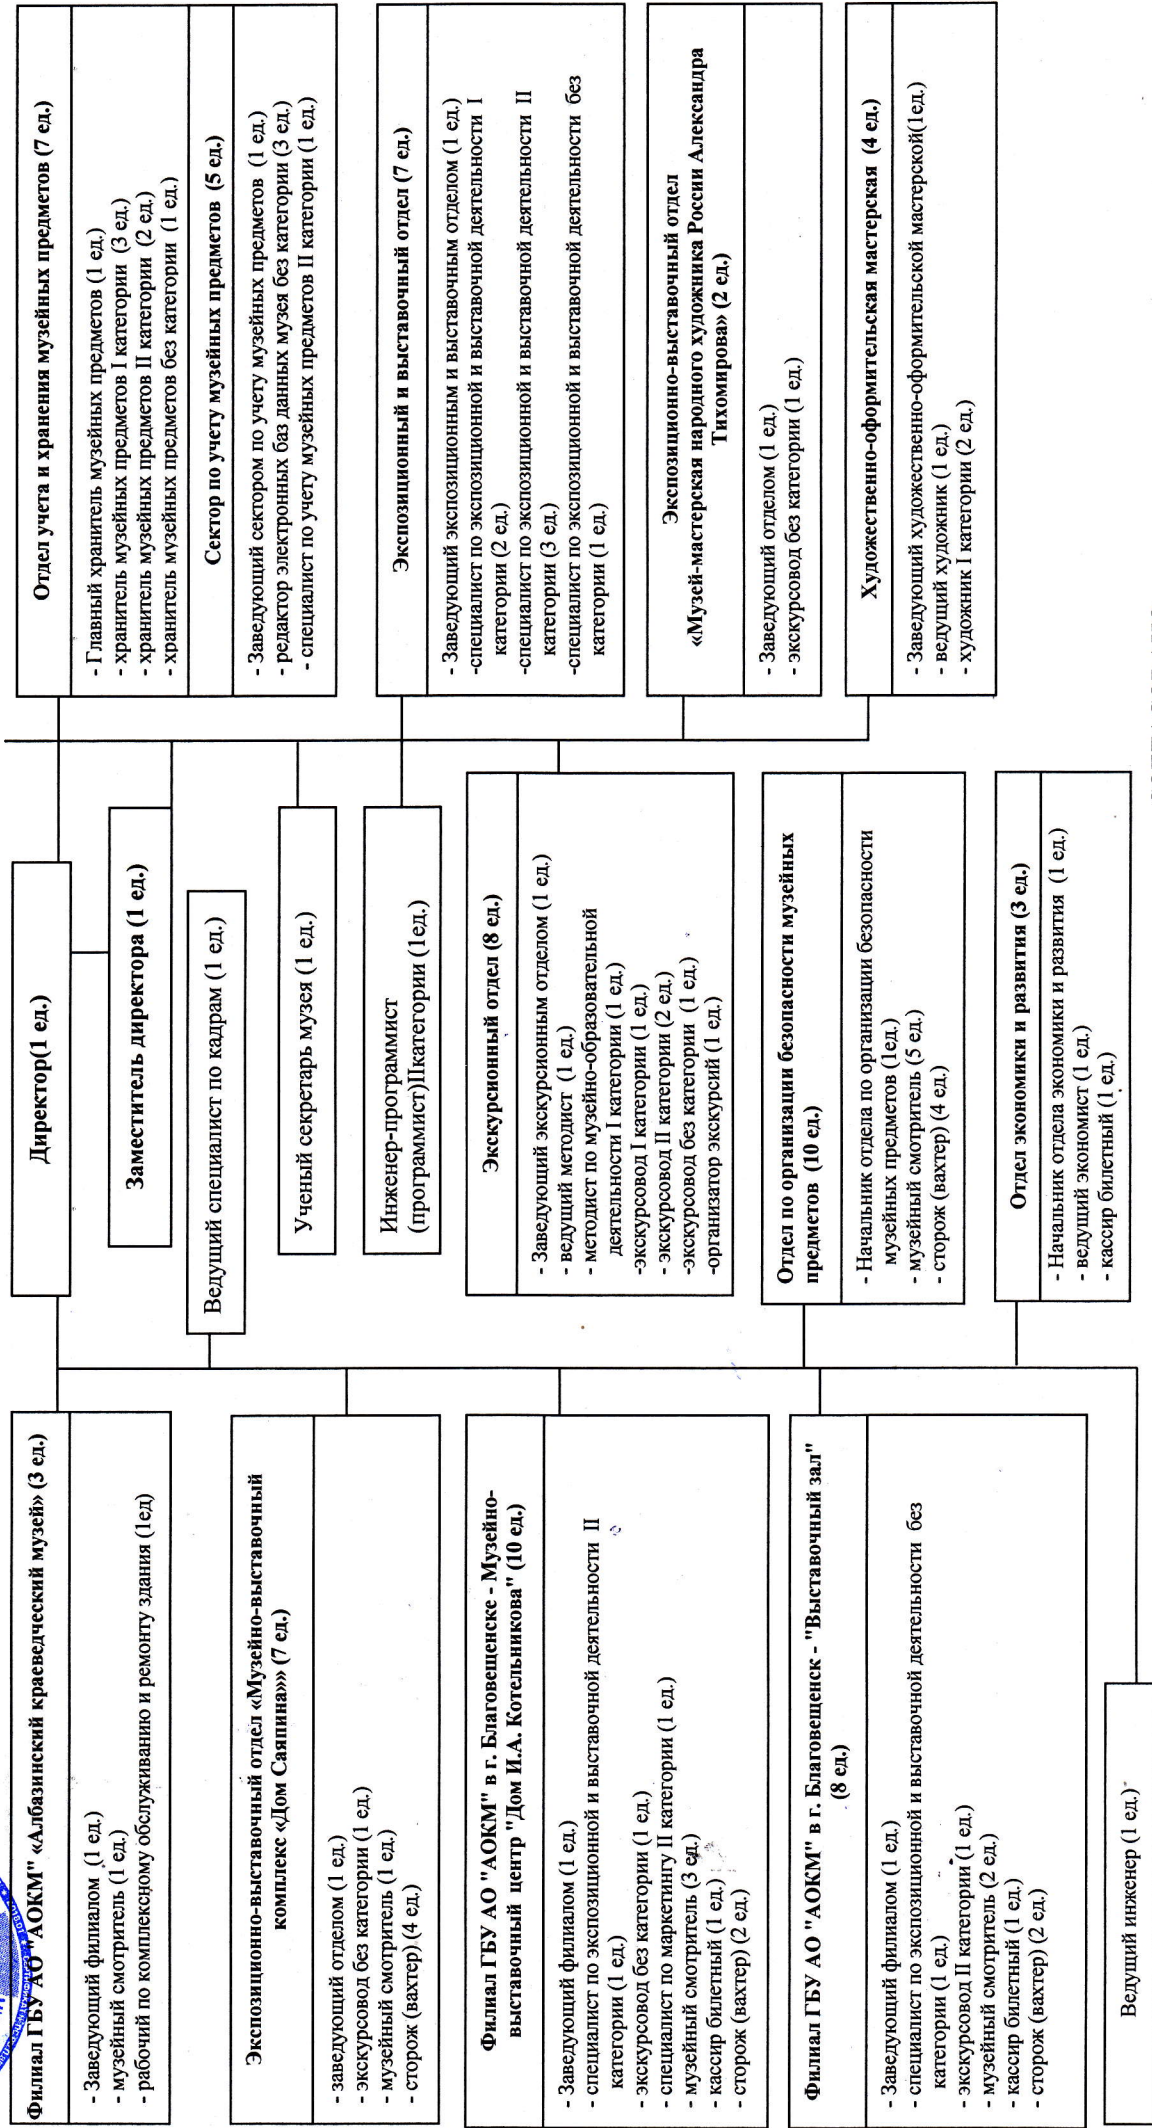 Директор(1 ед.)
Заместитель директора (1 ед.)
Ведущий специалист по кадрам (1 ед.)
Ученый секретарь музея (1 ед.)
Инженер-программист
(программист)IIкатегории (1ед.)
Экскурсионный отдел (8 ед.)
- Заведующий экскурсионным отделом (1 ед.)
- ведущий методист (1 ед.)
- методист по музейно-образовательной
деятельности I категории (1 ед.)
-экскурсовод I категории (1 ед.)
- экскурсовод II категории (2 ед.)
-экскурсовод без категории (1 ед.)
-организатор экскурсий (1 ед.)
Отдел по организации безопасности музейных
предметов (10 ед.)
- Начальник отдела по организации безопасности
музейных предметов (1ед.)
- музейный смотритель (5 ед.)
- сторож (вахтер) (4 ед.)
Отдел экономики и развития (3 ед.)
- Начальник отдела экономики и развития (1 ед.)
- ведущий экономист (1 ед.)
- кассир билетный (1 ед.)
Филиал ГБУ АО "АОКМ" «Албазинский краеведческий музей» (3 ед.)
- Заведующий филиалом (1 ед.)
- музейный смотритель (1 ед.)
- рабочий по комплексному обслуживанию и ремонту здания (1ед)
Экспозиционно-выставочный отдел «Музейно-выставочный
комплекс «Дом Саяпина»» (7 ед.)
- заведующий отделом (1 ед.)
- экскурсовод без категории (1 ед.)
- музейный смотритель (1 ед.)
- сторож (вахтер) (4 ед.)
Филиал ГБУ АО "АОКМ" в г. Благовещенске - Музейно-
выставочный центр "Дом И.А. Котельникова" (10 ед.)
- Заведующий филиалом (1 ед.)
- специалист по экспозиционной и выставочной деятельности II
категории (1 ед.)
- экскурсовод без категории (1 ед.)
- специалист по маркетингу II категории (1 ед.)
- музейный смотритель (3 ед.)
- кассир билетный (1 ед.)
- сторож (вахтер) (2 ед.)
Филиал ГБУ АО "АОКМ" в г. Благовещенск - "Выставочный зал"
(8 ед.)
- Заведующий филиалом (1 ед.)
- специалист по экспозиционной и выставочной деятельности без
категории (1 ед.)
- экскурсовод II категории (1 ед.)
- музейный смотритель (2 ед.)
- кассир билетный (1 ед.)
- сторож (вахтер) (2 ед.)
Ведущий инженер (1 ед.)
Отдел учета и хранения музейных предметов (7 ед.)
- Главный хранитель музейных предметов (1 ед.)
- хранитель музейных предметов I категории (3 ед.)
- хранитель музейных предметов II категории (2 ед.)
- хранитель музейных предметов без категории (1 ед.)
Сектор по учету музейных предметов (5 ед.)
- Заведующий сектором по учету музейных предметов (1 ед.)
- редактор электронных баз данных музея без категории (3 ед.)
- специалист по учету музейных предметов II категории (1 ед.)
Экспозиционный и выставочный отдел (7 ед.)
- Заведующий экспозиционным и выставочным отделом (1 ед.)
-специалист по экспозиционной и выставочной деятельности I
категории (2 ед.)
-специалист по экспозиционной и выставочной деятельности II
категории (3 ед.)
-специалист по экспозиционной и выставочной деятельности без
категории (1 ед.)
Экспозиционно-выставочный отдел
«Музей-мастерская народного художника России Александра
Тихомирова» (2 ед.)
- Заведующий отделом (1 ед.)
- экскурсовод без категории (1 ед.)
Художественно-оформительская мастерская (4 ед.)
- Заведующий художественно-оформительской мастерской(1ед.)
- ведущий художник (1 ед.)
- художник I категории (2 ед.)